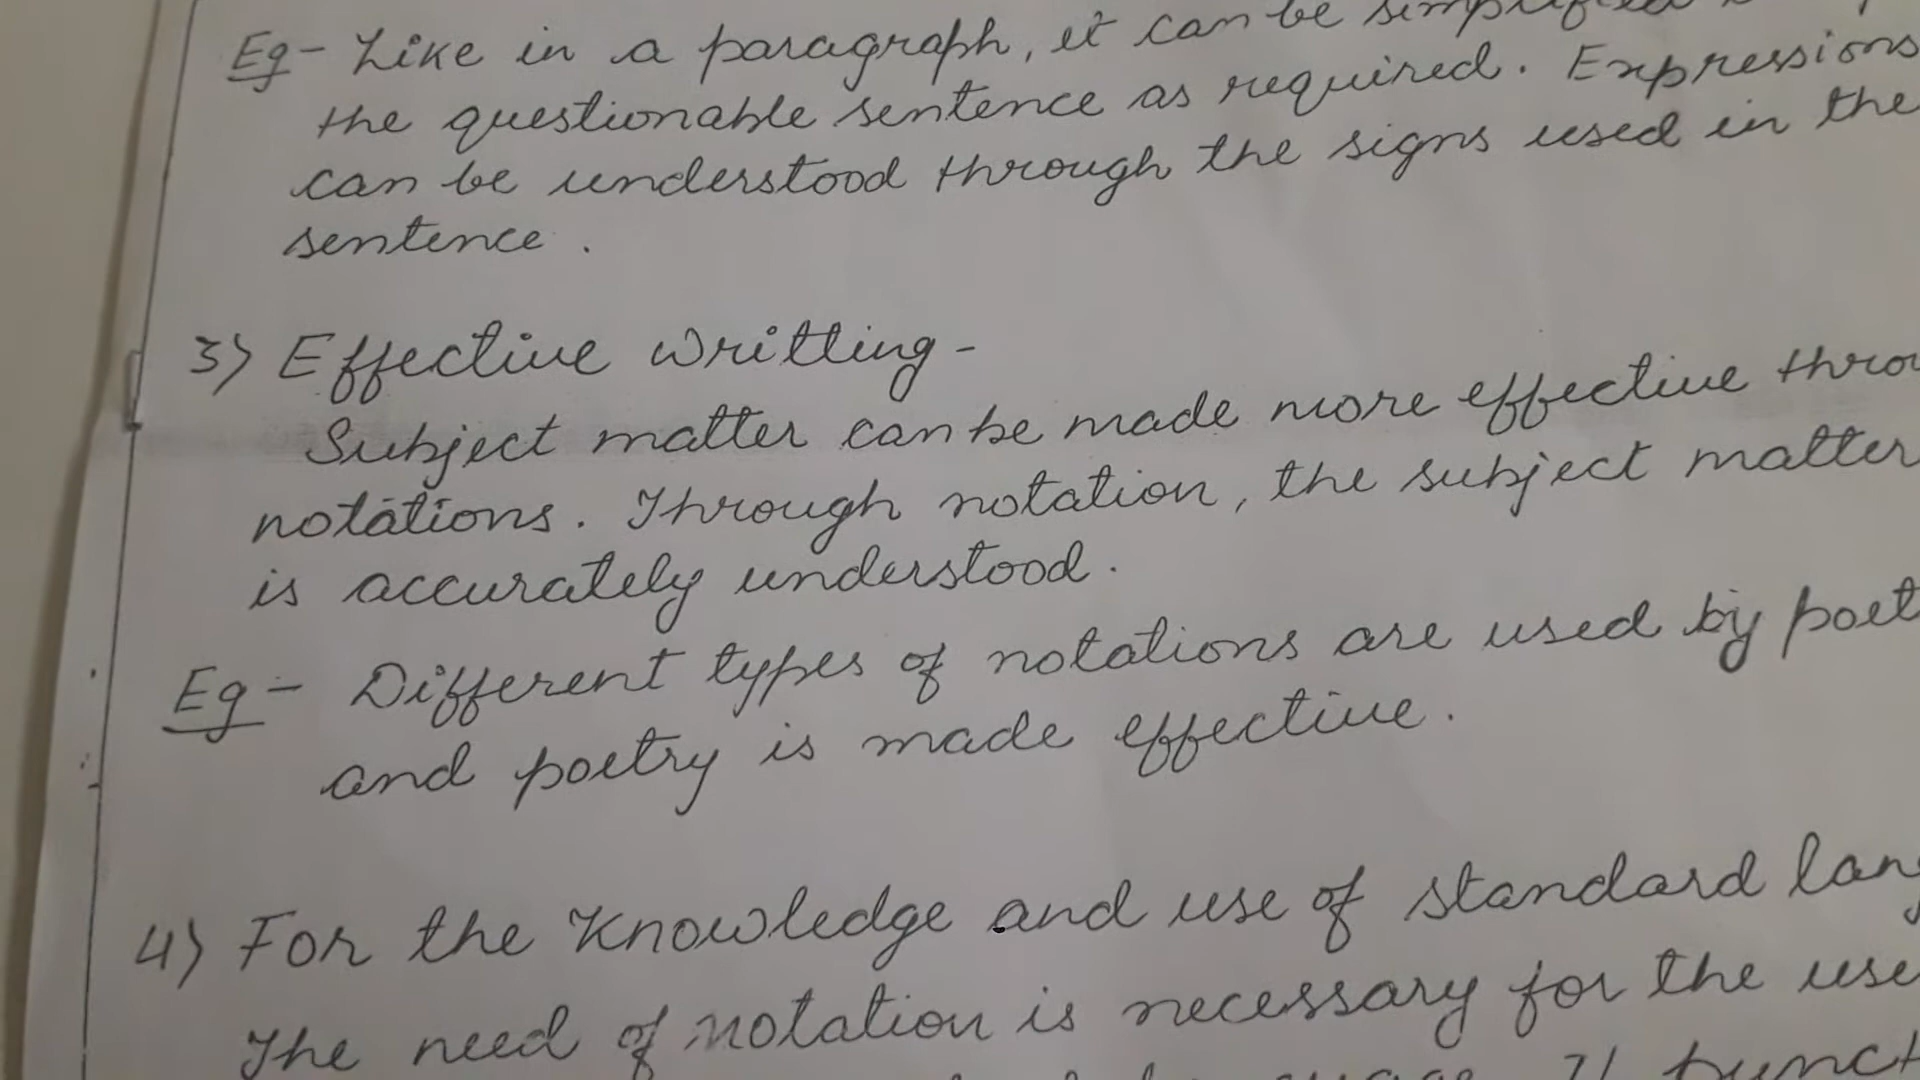 Eg- Like in a paragraph, it can be simplified
the questionable sentence as required. Expressions
can be understood through the signs used in the
sentence.
3) Effective writting-
Subject matter can be made more effective throu
notations. Through notation, the subject matter
is accurately understood.
Eg- Different types of notations are used by poet
and poetry is made effective.
4) For the Knowledge and use of standard lang
The need of notation is necessary for the use